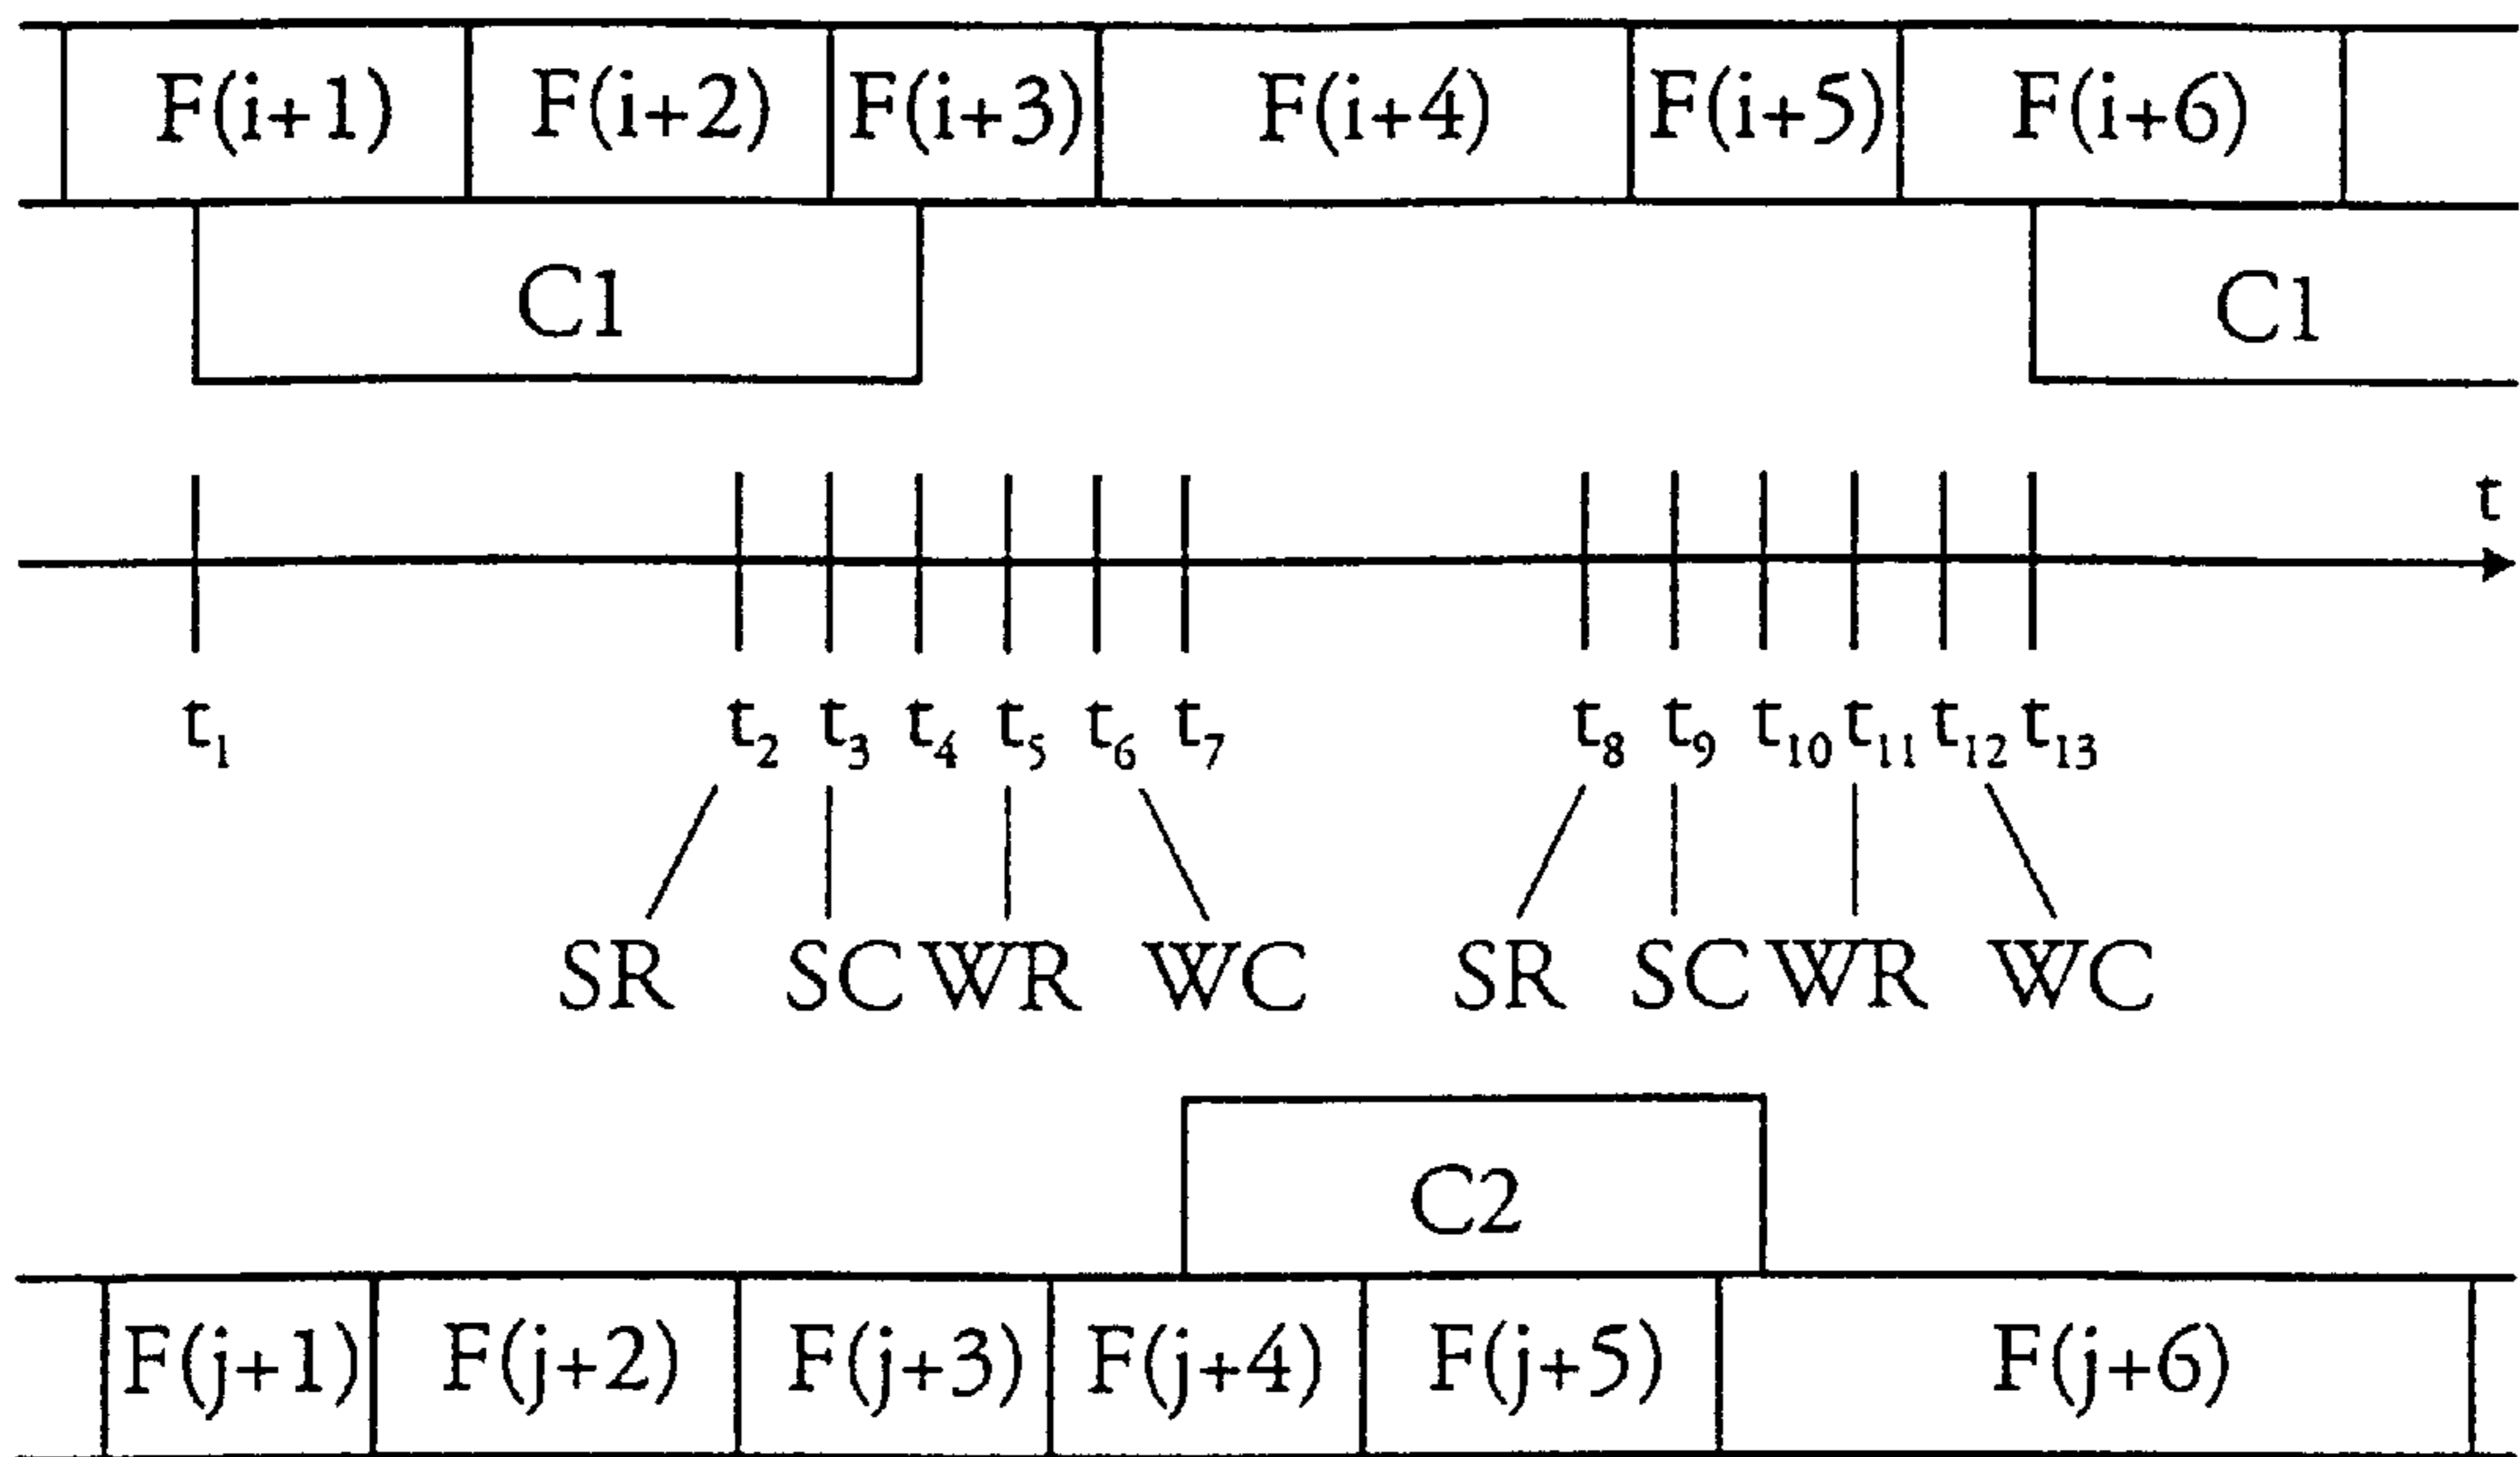 F(i+1) F(i+2) F(i+3) F(i+4) F(i+5) F(i+6)
C1 C1
t
t₁ t₂ t₃ t₄ t₅ t₆ t₇ t₈ t₉ t₁₀ t₁₁ t₁₂ t₁₃
SR SC WR WC SR SC WR WC
C2
F(j+1) F(j+2) F(j+3) F(j+4) F(j+5) F(j+6)